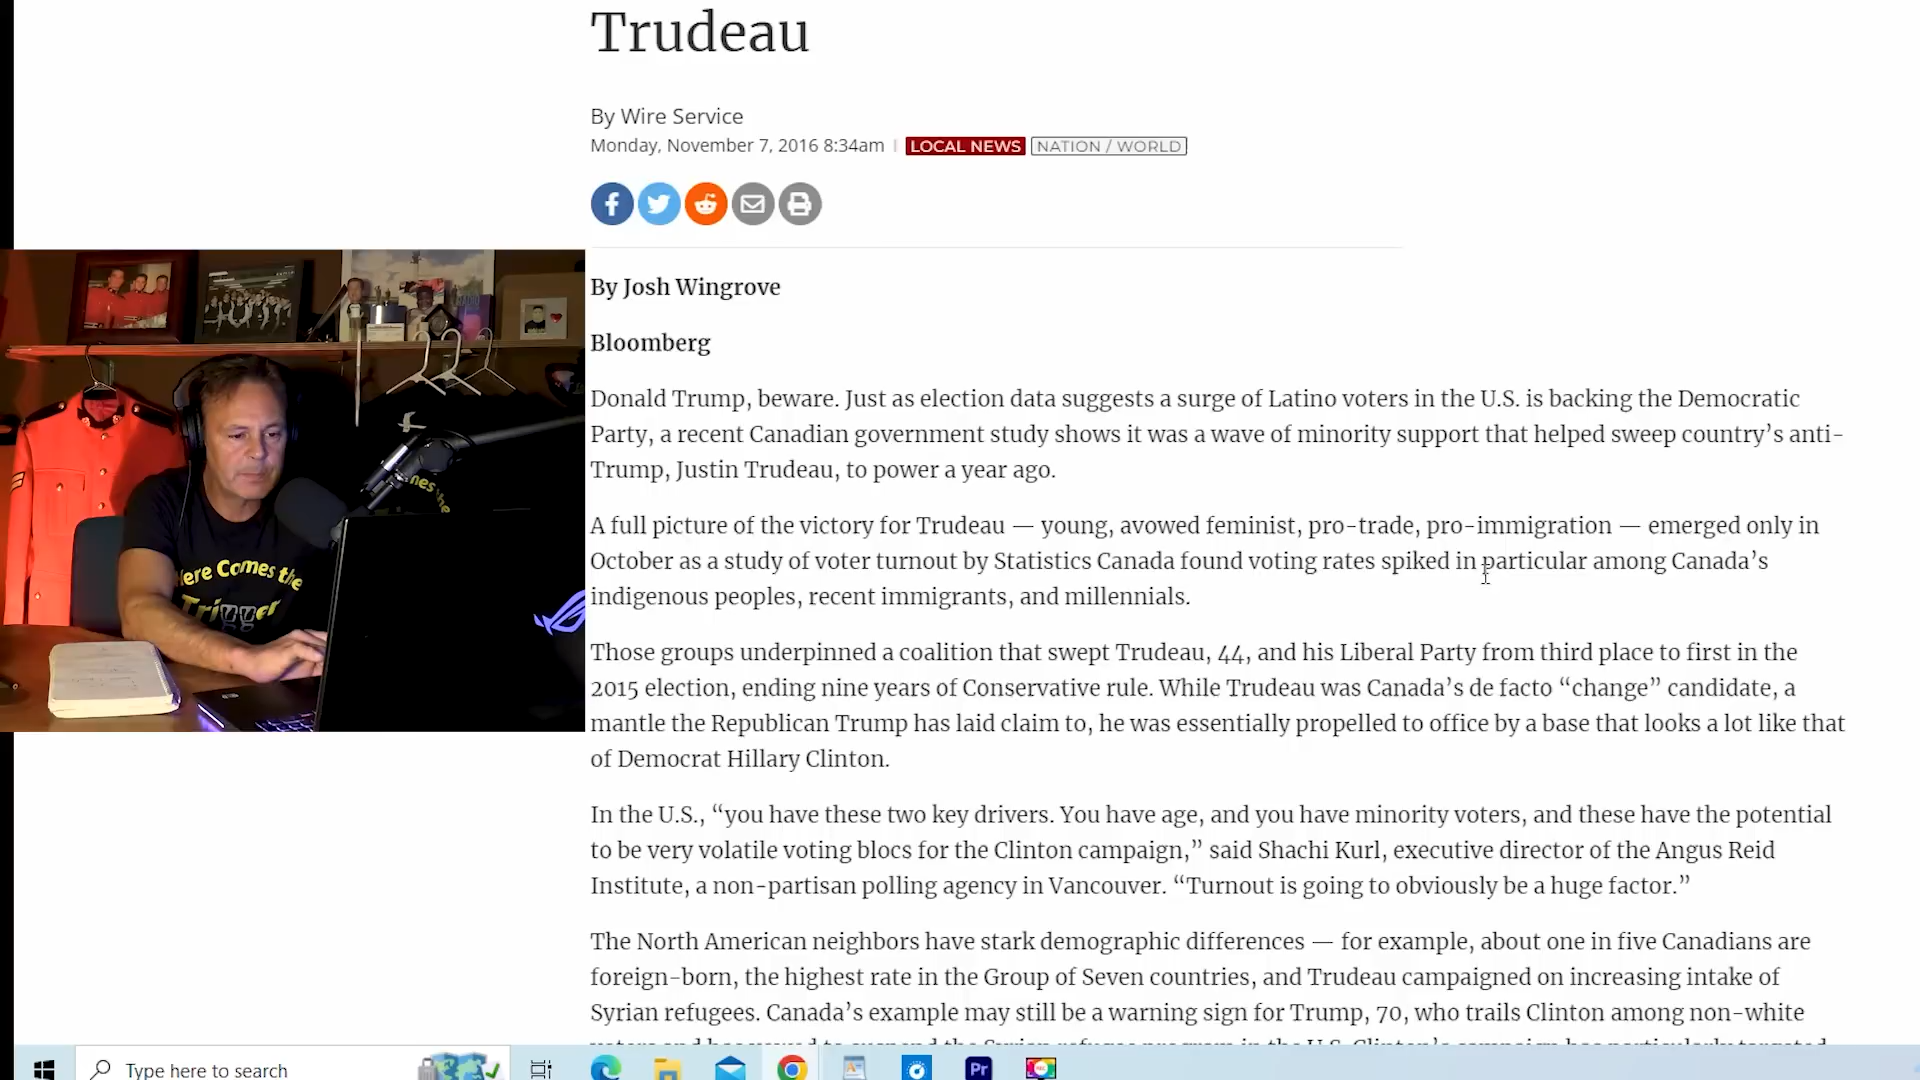 Trudeau
By Wire Service
Monday, November 7, 2016 8:34am | LOCAL NEWS NATION / WORLD
By Josh Wingrove
Bloomberg
Donald Trump, beware. Just as election data suggests a surge of Latino voters in the U.S. is backing the Democratic
Party, a recent Canadian government study shows it was a wave of minority support that helped sweep country’s anti-
Trump, Justin Trudeau, to power a year ago.
A full picture of the victory for Trudeau — young, avowed feminist, pro-trade, pro-immigration — emerged only in
October as a study of voter turnout by Statistics Canada found voting rates spiked in particular among Canada’s
indigenous peoples, recent immigrants, and millennials.
Those groups underpinned a coalition that swept Trudeau, 44, and his Liberal Party from third place to first in the
2015 election, ending nine years of Conservative rule. While Trudeau was Canada’s de facto “change” candidate, a
mantle the Republican Trump has laid claim to, he was essentially propelled to office by a base that looks a lot like that
of Democrat Hillary Clinton.
In the U.S., “you have these two key drivers. You have age, and you have minority voters, and these have the potential
to be very volatile voting blocs for the Clinton campaign,” said Shachi Kurl, executive director of the Angus Reid
Institute, a non-partisan polling agency in Vancouver. “Turnout is going to obviously be a huge factor.”
The North American neighbors have stark demographic differences — for example, about one in five Canadians are
foreign-born, the highest rate in the Group of Seven countries, and Trudeau campaigned on increasing intake of
Syrian refugees. Canada’s example may still be a warning sign for Trump, 70, who trails Clinton among non-white
Here Comes the
Trigger
Type here to search
Pr